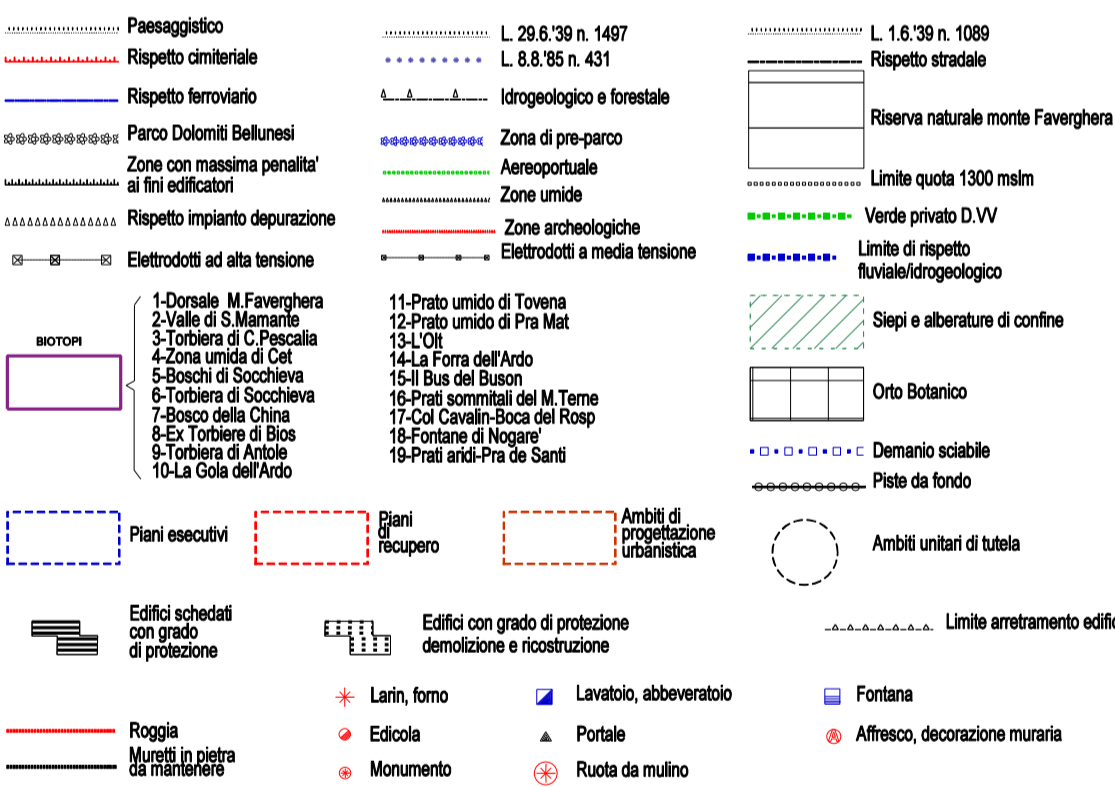 Paesaggistico
L. 29.6.'39 n. 1497
L. 1.6.'39 n. 1089
Rispetto cimiteriale
L. 8.8.'85 n. 431
Rispetto stradale
Rispetto ferroviario
Idrogeologico e forestale
Riserva naturale monte Faverghera
Parco Dolomiti Bellunesi
Zona di pre-parco
Zone con massima penalita'
ai fini edificatori
Aereoportuale
Limite quota 1300 mslm
Zone umide
Rispetto impianto depurazione
Verde privato D.VV
Zone archeologiche
Elettrodotti ad alta tensione
Elettrodotti a media tensione
Limite di rispetto
fluviale/idrogeologico
BIOTOPI
1-Dorsale M.Faverghera
2-Valle di S.Mamante
3-Torbiera di C.Pescalia
4-Zona umida di Cet
5-Boschi di Socchieva
6-Torbiera di Socchieva
7-Bosco della China
8-Ex Torbiere di Bios
9-Torbiera di Antole
10-La Gola dell'Ardo
11-Prato umido di Tovena
12-Prato umido di Pra Mat
13-L'Olt
14-La Forra dell'Ardo
15-Il Bus del Buson
16-Prati sommitali del M.Terne
17-Col Cavalin-Boca del Rosp
18-Fontane di Nogare'
19-Prati aridi-Pra de Santi
Siepi e alberature di confine
Orto Botanico
Demanio sciabile
Piste da fondo
Piani esecutivi
Piani
di
recupero
Ambiti di
progettazione
urbanistica
Ambiti unitari di tutela
Edifici schedati
con grado
di protezione
Edifici con grado di protezione
demolizione e ricostruzione
Limite arretramento edific
Larin, forno
Lavatoio, abbeveratoio
Fontana
Roggia
Edicola
Portale
Affresco, decorazione muraria
Muretti in pietra
da mantenere
Monumento
Ruota da mulino